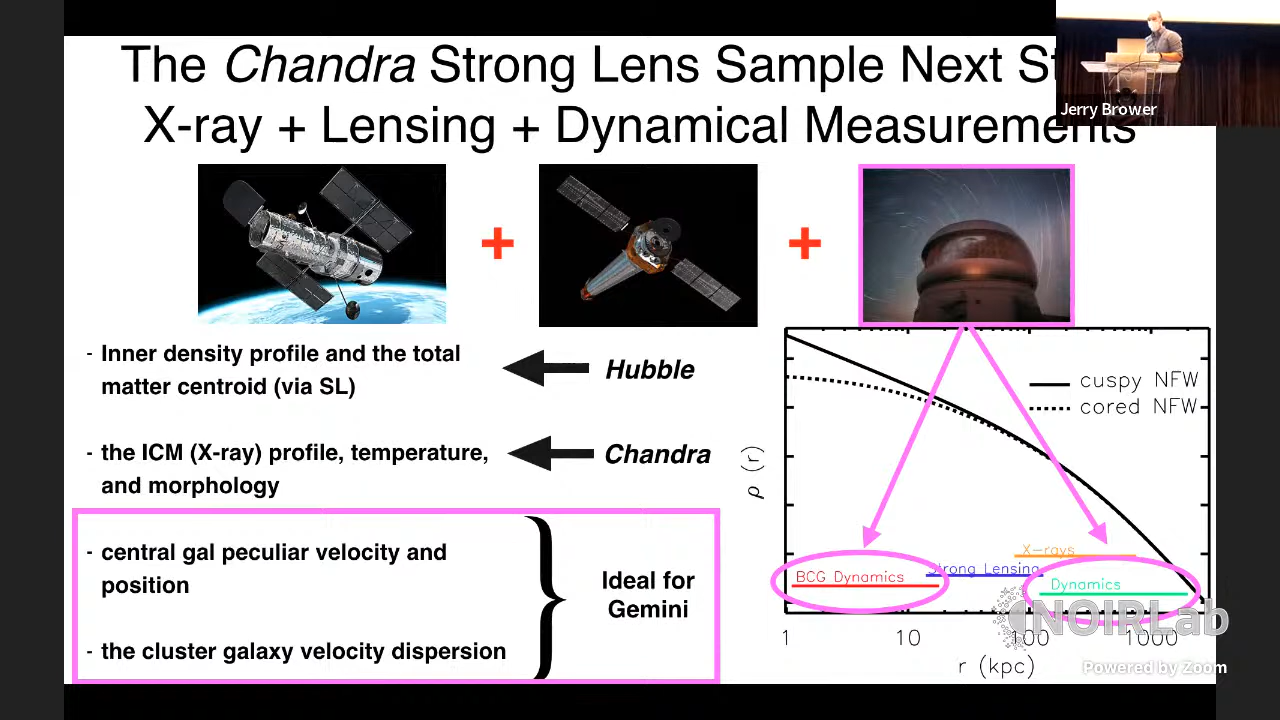 The Chandra Strong Lens Sample Next
X-ray + Lensing + Dynamical Measurements
Jerry Brower
+
+
- Inner density profile and the total
matter centroid (via SL)
Hubble
- the ICM (X-ray) profile, temperature,
and morphology
Chandra
- central gal peculiar velocity and
position
- the cluster galaxy velocity dispersion
Ideal for
Gemini
cuspy NFW
cored NFW
ρ (r)
X-rays
Strong Lensing
BCG Dynamics
Dynamics
NOIRLab
1 10 100 1000
r (kpc)
Powered by Zoom